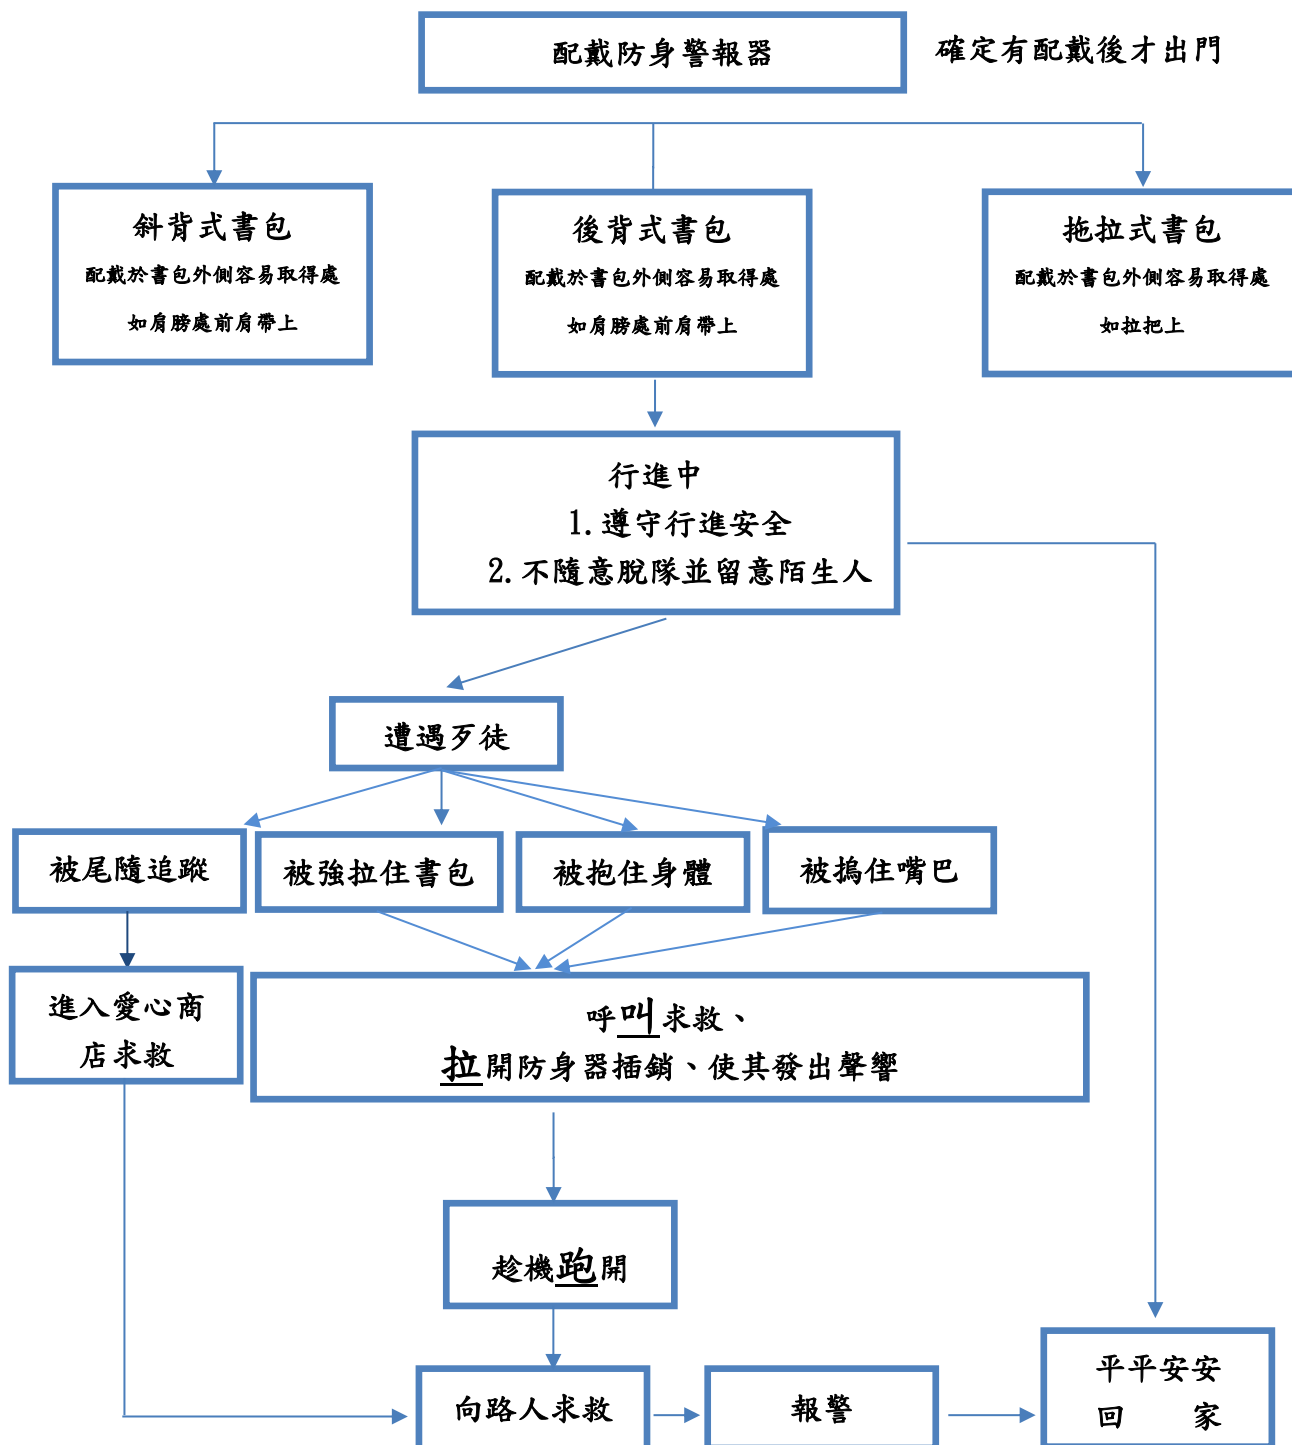 配戴防身警報器
確定有配戴後才出門
斜背式書包
配戴於書包外側容易取得處
如肩膀處前肩帶上
後背式書包
配戴於書包外側容易取得處
如肩膀處前肩帶上
拖拉式書包
配戴於書包外側容易取得處
如拉把上
行進中
1.遵守行進安全
2.不隨意脫隊並留意陌生人
遭遇歹徒
被尾隨追蹤
被強拉住書包
被抱住身體
被摀住嘴巴
進入愛心商
店求救
呼叫求救、
拉開防身器插銷、使其發出聲響
趁機跑開
向路人求救
報警
平平安安
回 家